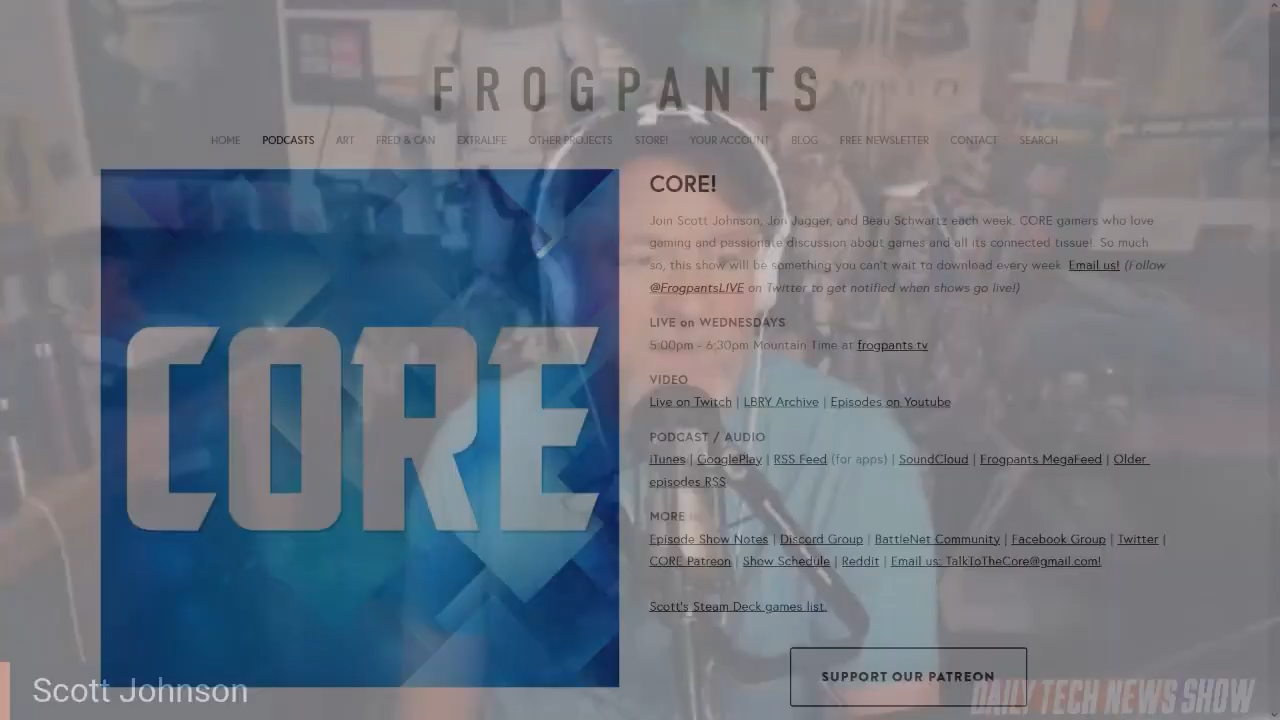 FROGPANTS
HOME PODCASTS ART FRED & CAN EXTRALIFE OTHER PROJECTS STORE! YOUR ACCOUNT BLOG FREE NEWSLETTER CONTACT SEARCH
CORE
CORE!
Join Scott Johnson, Jon Jagger, and Beau Schwartz each week. CORE gamers who love
gaming and passionate discussion about games and all its connected tissue!. So much
so, this show will be something you can't wait to download every week. Email us! (Follow
@FrogpantsLIVE on Twitter to get notified when shows go live!)
LIVE on WEDNESDAYS
5:00pm - 6:30pm Mountain Time at frogpants.tv
VIDEO
Live on Twitch | LBRY Archive | Episodes on Youtube
PODCAST / AUDIO
iTunes | GooglePlay | RSS Feed (for apps) | SoundCloud | Frogpants MegaFeed | Older
episodes RSS
MORE
Episode Show Notes | Discord Group | BattleNet Community | Facebook Group | Twitter |
CORE Patreon | Show Schedule | Reddit | Email us: TalkToTheCore@gmail.com!
Scott's Steam Deck games list.
SUPPORT OUR PATREON
Scott Johnson
DAILY TECH NEWS SHOW